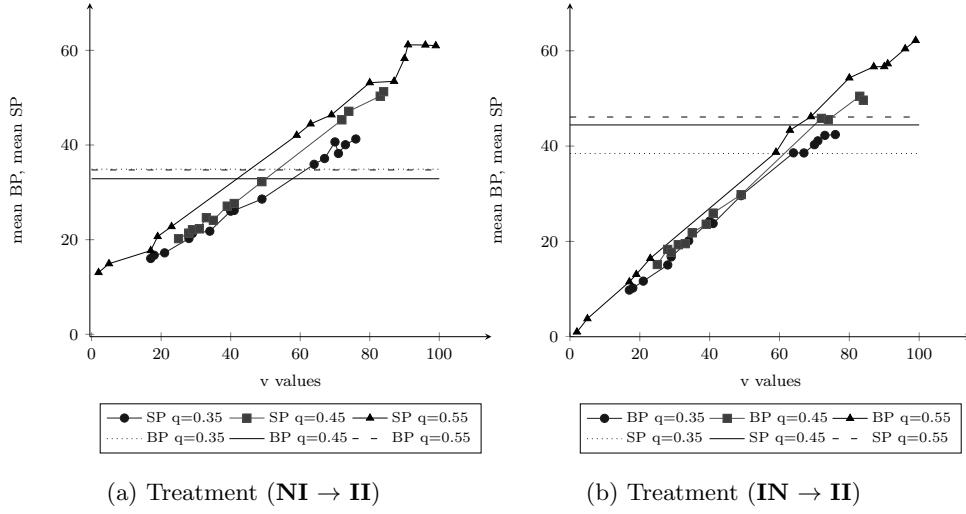 mean BP, mean SP
60
40
20
0
0 20 40 60 80 100
v values
SP q=0.35 SP q=0.45 SP q=0.55
BP q=0.35 BP q=0.45 BP q=0.55
(a) Treatment (NI → II)
mean BP, mean SP
60
40
20
0
0 20 40 60 80 100
v values
BP q=0.35 BP q=0.45 BP q=0.55
SP q=0.35 SP q=0.45 SP q=0.55
(b) Treatment (IN → II)